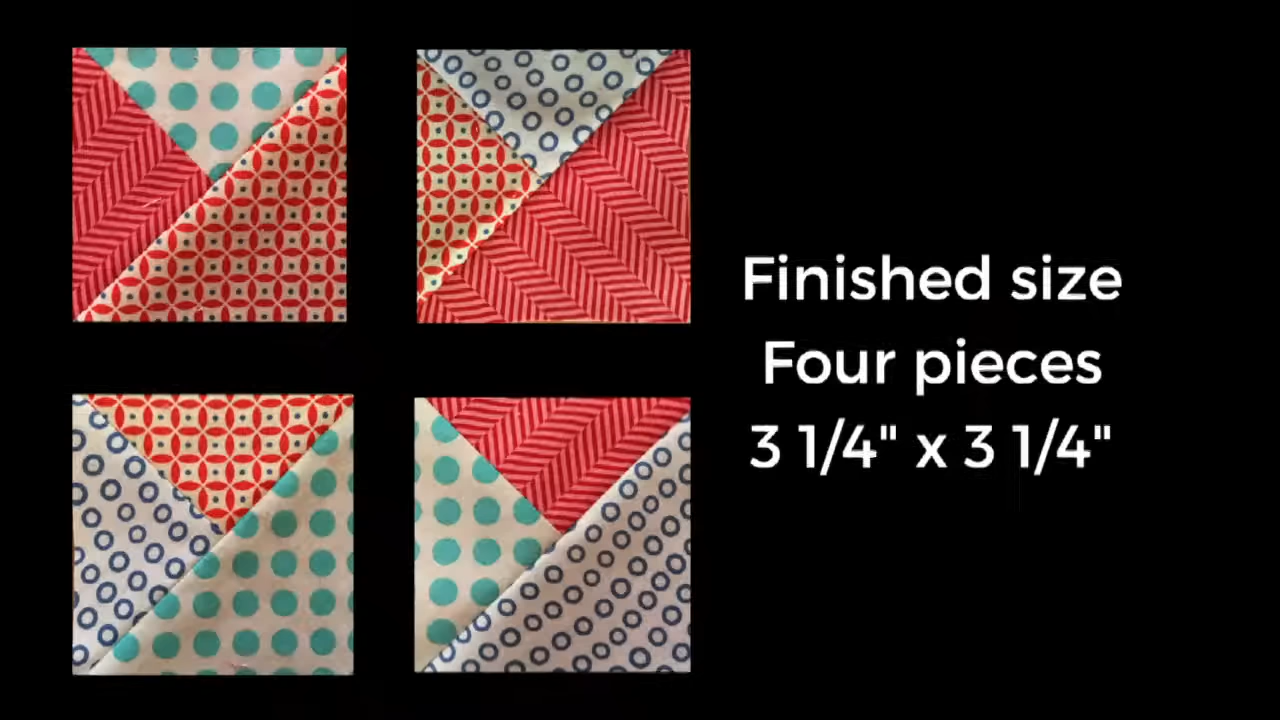 Finished size
Four pieces
3 1/4" x 3 1/4"